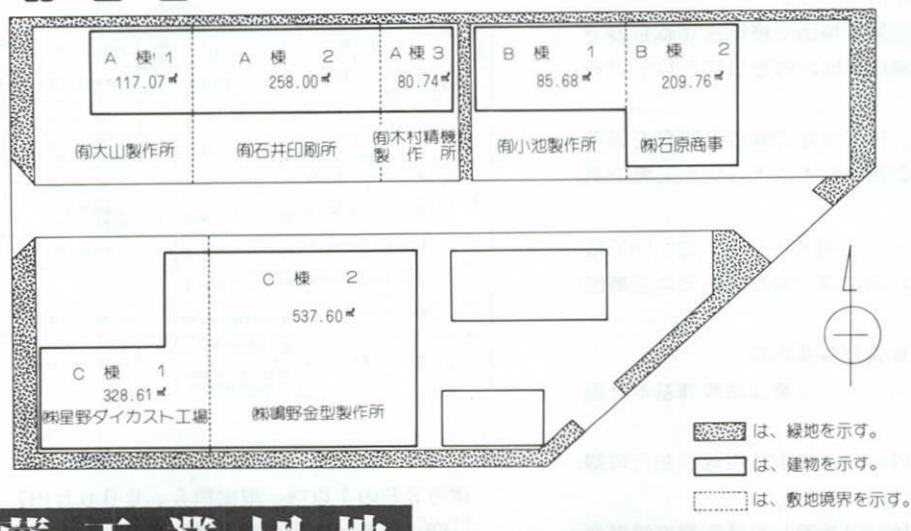 A 棟 1
117.07㎡
A 棟 2
258.00㎡
A 棟 3
80.74㎡
B 棟 1
85.68㎡
B 棟 2
209.76㎡
㈲大山製作所
㈲石井印刷所
㈲木村精機
製作所
㈲小池製作所
㈱石原商事
C 棟 2
537.60㎡
C 棟 1
328.61㎡
㈱星野ダイカスト工場
㈱嶋野金型製作所
は、緑地を示す。
は、建物を示す。
は、敷地境界を示す。
工業団地